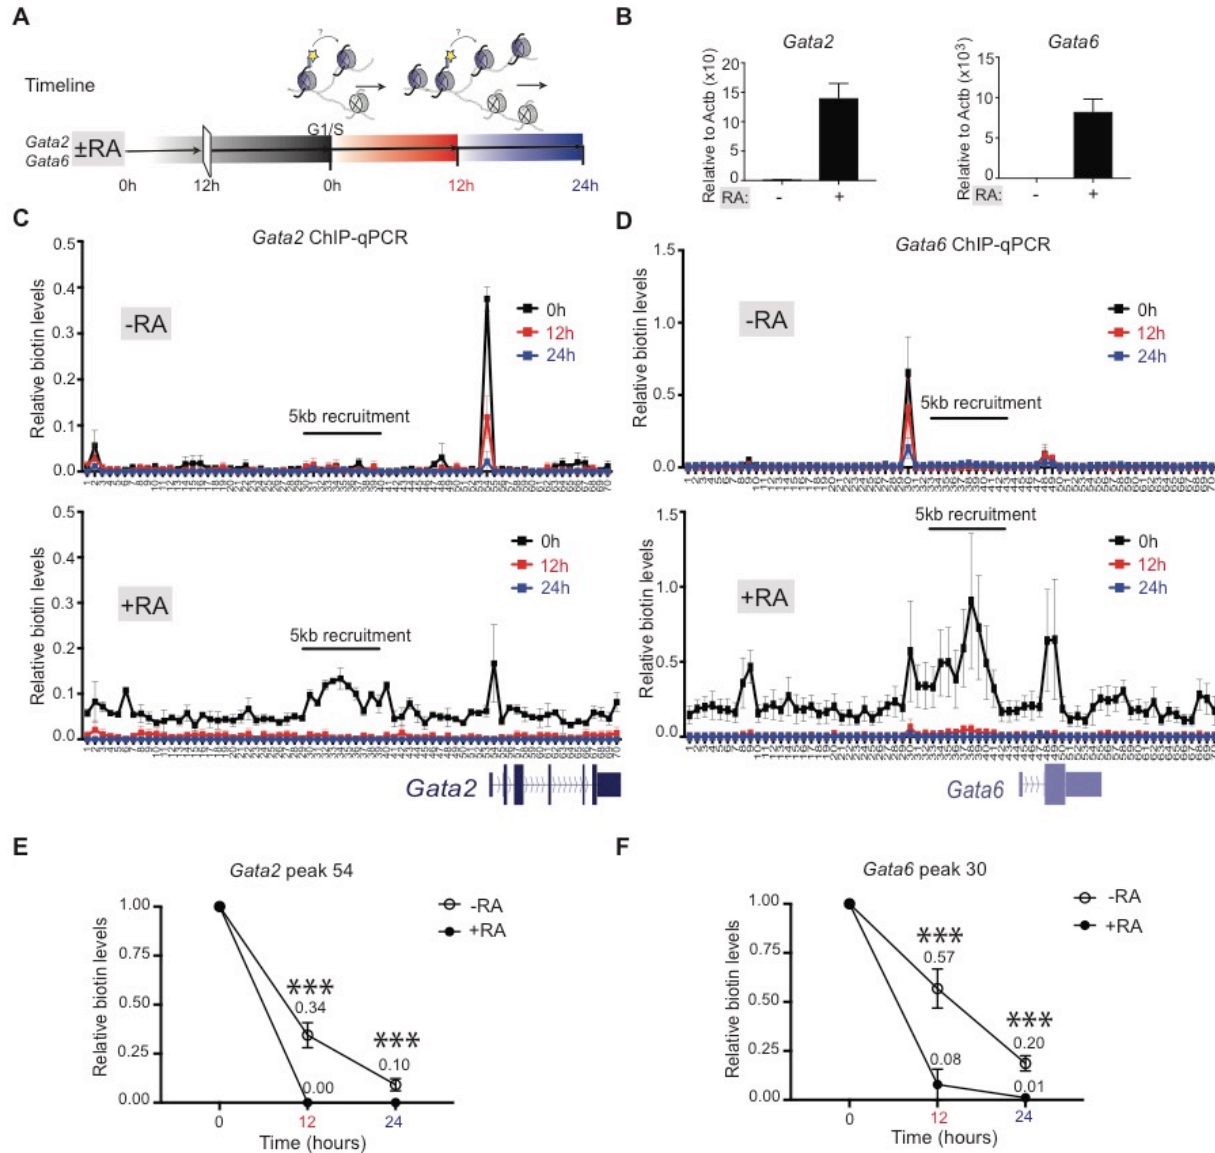 A
Timeline
?
?
G1/S
Gata2
Gata6
±RA
0h
12h
0h
12h
24h
B
Gata2
Relative to Actb (x10)
20
15
10
5
0
RA:
-
+
Gata6
Relative to Actb (x10³)
15
10
5
0
RA:
-
+
C
Gata2 ChIP-qPCR
Relative biotin levels
0.5
0.4
0.3
0.2
0.1
0.0
-RA
0h
12h
24h
5kb recruitment
Relative biotin levels
0.5
0.4
0.3
0.2
0.1
0.0
+RA
0h
12h
24h
5kb recruitment
Gata2
D
Gata6 ChIP-qPCR
Relative biotin levels
1.5
1.0
0.5
0.0
-RA
0h
12h
24h
5kb recruitment
Relative biotin levels
1.5
1.0
0.5
0.0
+RA
0h
12h
24h
5kb recruitment
Gata6
E
Gata2 peak 54
Relative biotin levels
1.00
0.75
0.50
0.25
0.00
-RA
+RA
***
0.34
***
0.10
0.00
0
12
24
Time (hours)
F
Gata6 peak 30
Relative biotin levels
1.00
0.75
0.50
0.25
0.00
-RA
+RA
***
0.57
***
0.20
0.08
0.01
0
12
24
Time (hours)